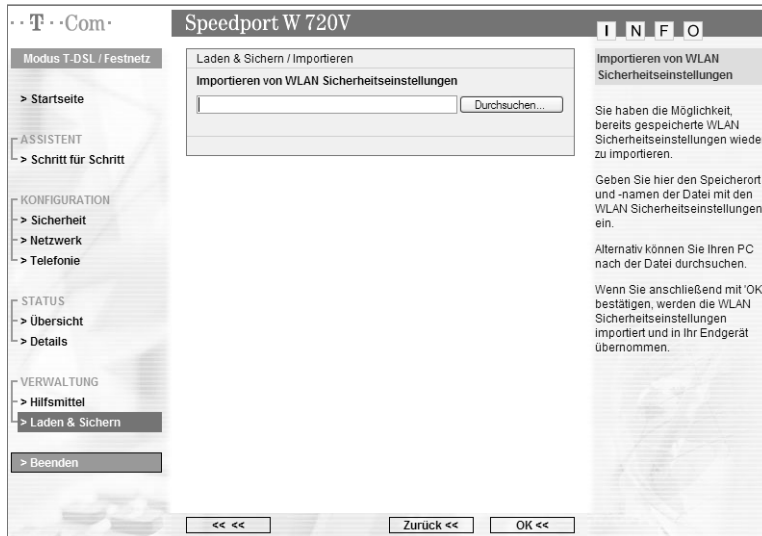 ··T··Com·
Speedport W 720V
INFO
Modus T-DSL / Festnetz
> Startseite
ASSISTENT
> Schritt für Schritt
KONFIGURATION
> Sicherheit
> Netzwerk
> Telefonie
STATUS
> Übersicht
> Details
VERWALTUNG
> Hilfsmittel
> Laden & Sichern
> Beenden
Laden & Sichern / Importieren
Importieren von WLAN Sicherheitseinstellungen
Durchsuchen...
<< <<
Zurück <<
OK <<
Importieren von WLAN
Sicherheitseinstellungen
Sie haben die Möglichkeit,
bereits gespeicherte WLAN
Sicherheitseinstellungen wiede
zu importieren.
Geben Sie hier den Speicherort
und -namen der Datei mit den
WLAN Sicherheitseinstellungen
ein.
Alternativ können Sie Ihren PC
nach der Datei durchsuchen.
Wenn Sie anschließend mit 'OK
bestätigen, werden die WLAN
Sicherheitseinstellungen
importiert und in Ihr Endgerät
übernommen.